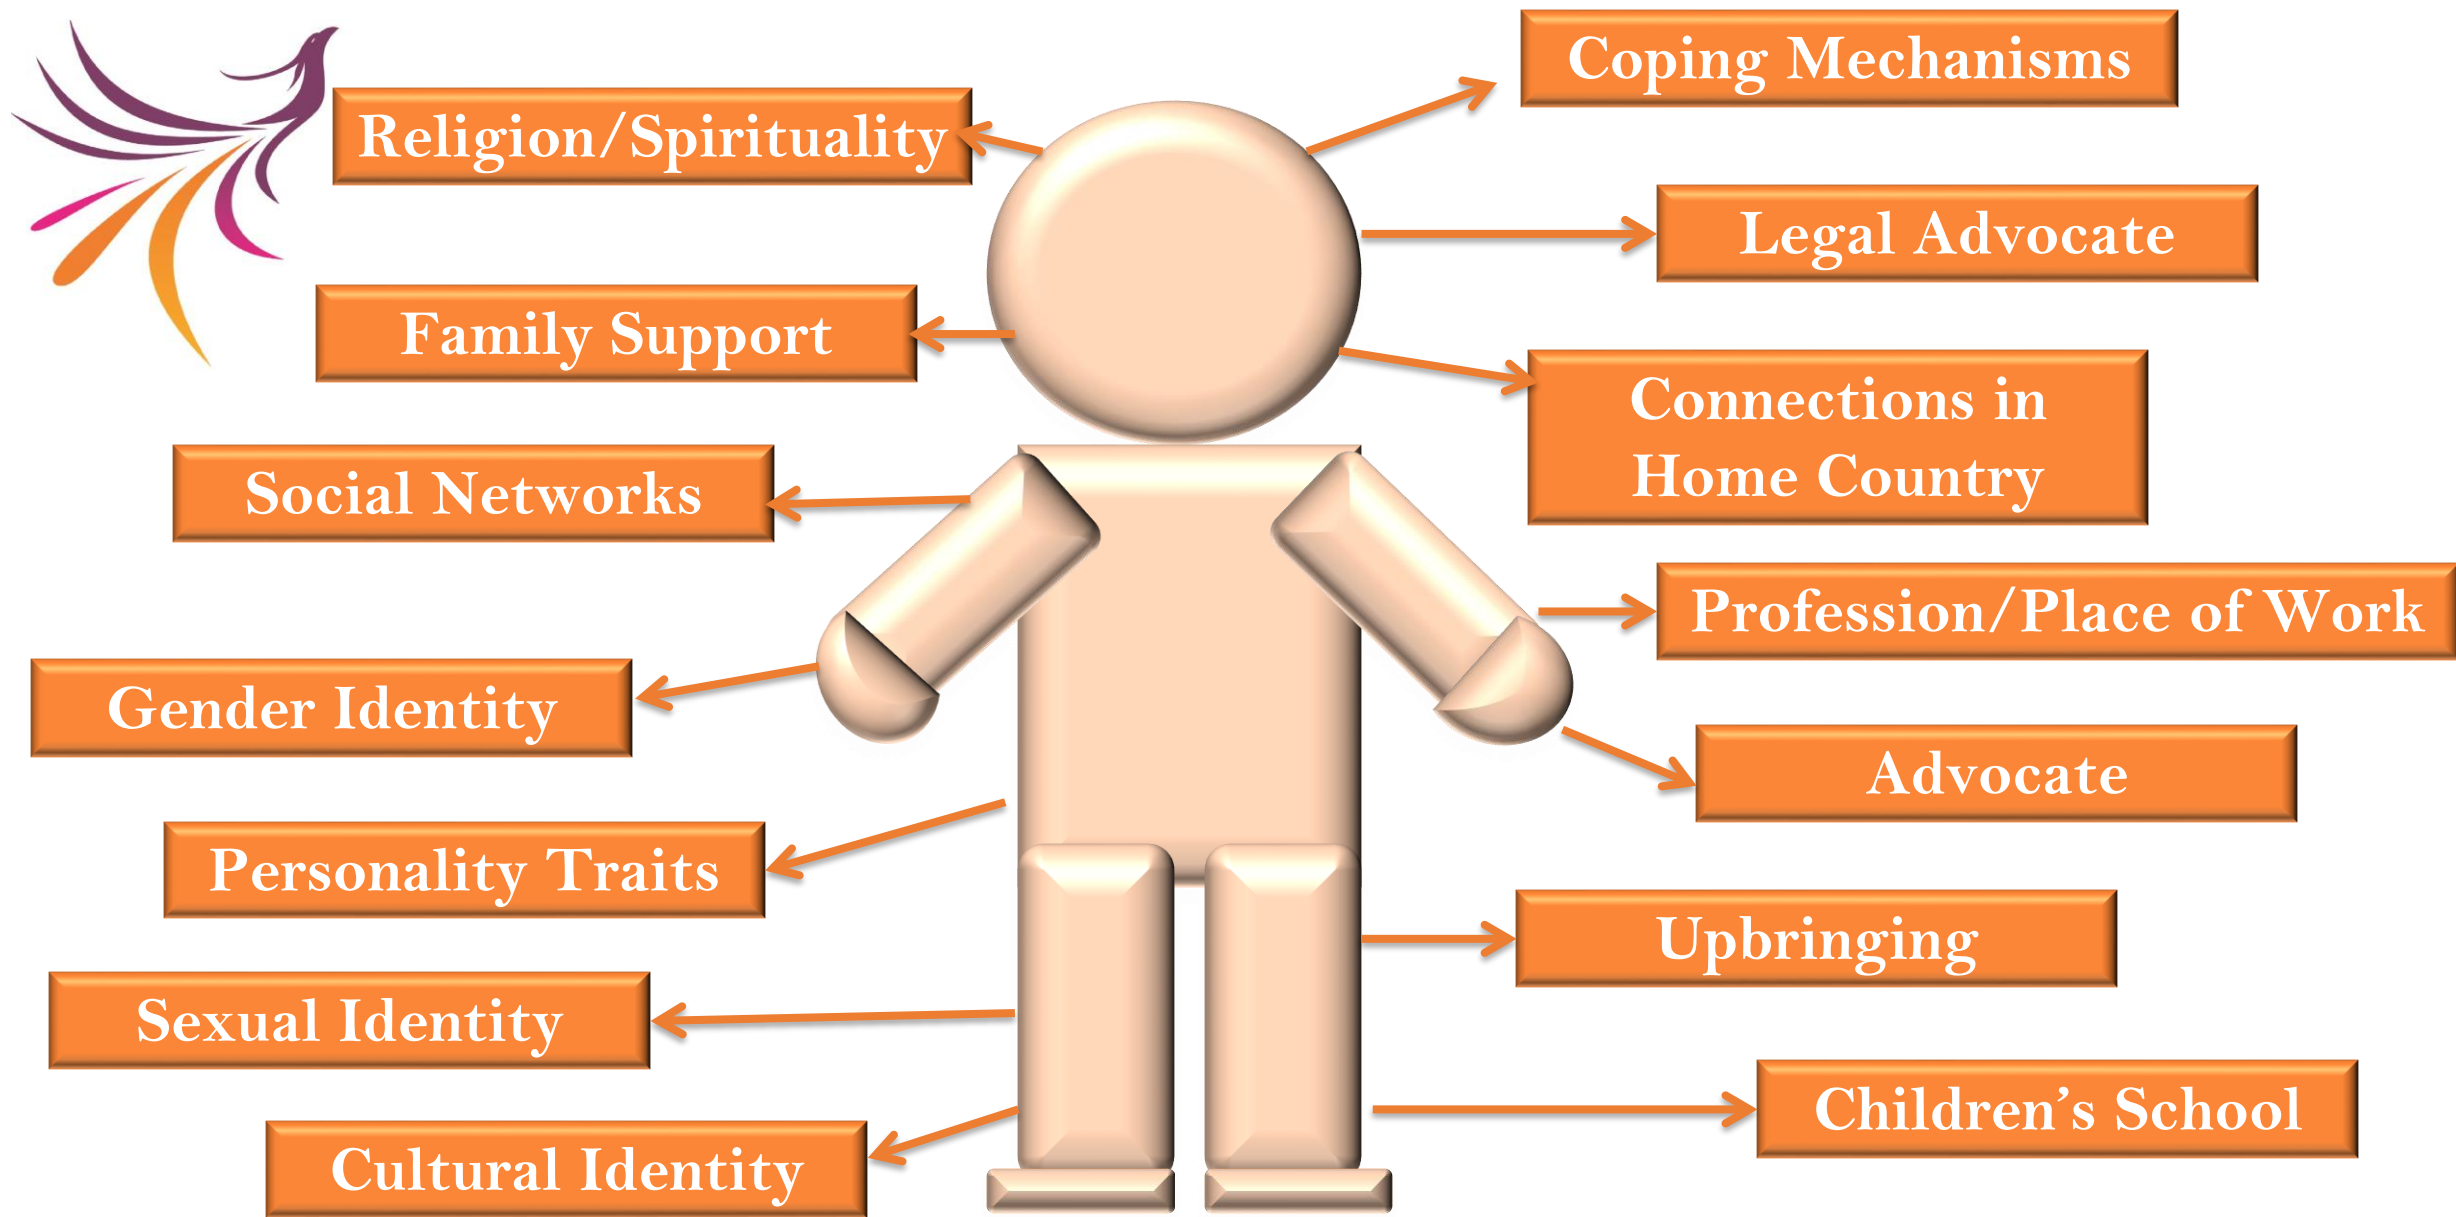 Religion/Spirituality
Family Support
Social Networks
Gender Identity
Personality Traits
Sexual Identity
Cultural Identity
Coping Mechanisms
Legal Advocate
Connections in
Home Country
Profession/Place of Work
Advocate
Upbringing
Children’s School